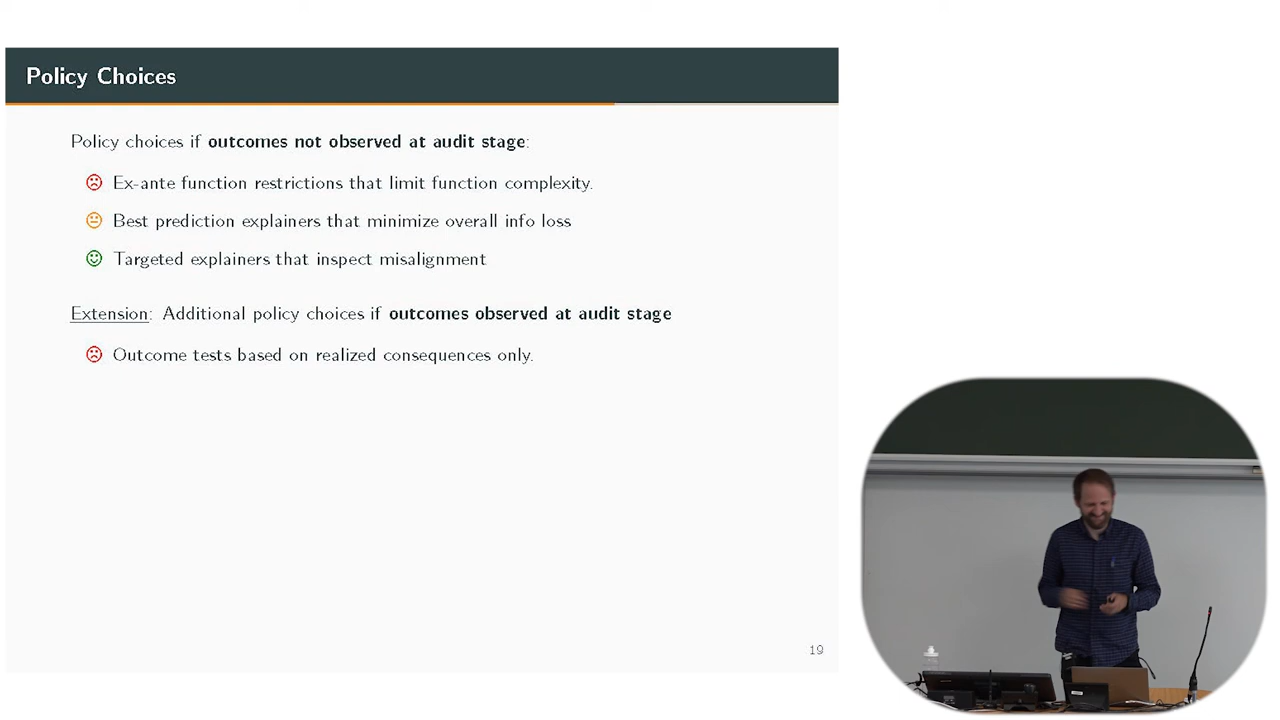 Policy Choices
Policy choices if outcomes not observed at audit stage:
Ex-ante function restrictions that limit function complexity.
Best prediction explainers that minimize overall info loss
Targeted explainers that inspect misalignment
Extension: Additional policy choices if outcomes observed at audit stage
Outcome tests based on realized consequences only.
19